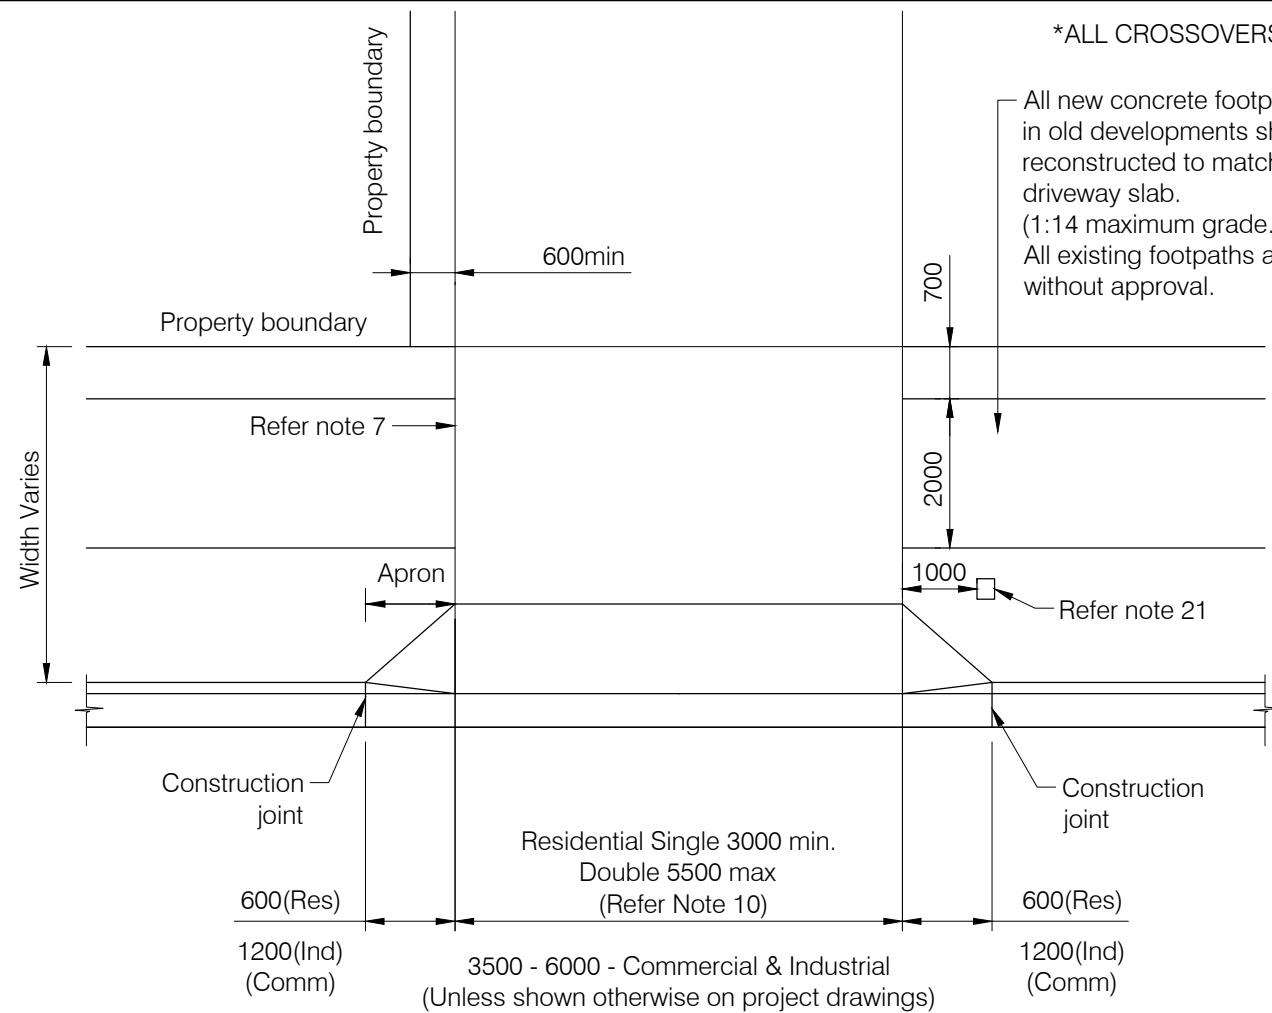 *ALL CROSSOVERS
Property boundary
All new concrete footp
in old developments sh
reconstructed to match
driveway slab.
(1:14 maximum grade.
All existing footpaths a
without approval.
600min
700
Property boundary
Refer note 7
Width Varies
2000
Apron
1000
Refer note 21
Construction
joint
Construction
joint
Residential Single 3000 min.
Double 5500 max
(Refer Note 10)
600(Res)
1200(Ind)
(Comm)
600(Res)
1200(Ind)
(Comm)
3500 - 6000 - Commercial & Industrial
(Unless shown otherwise on project drawings)